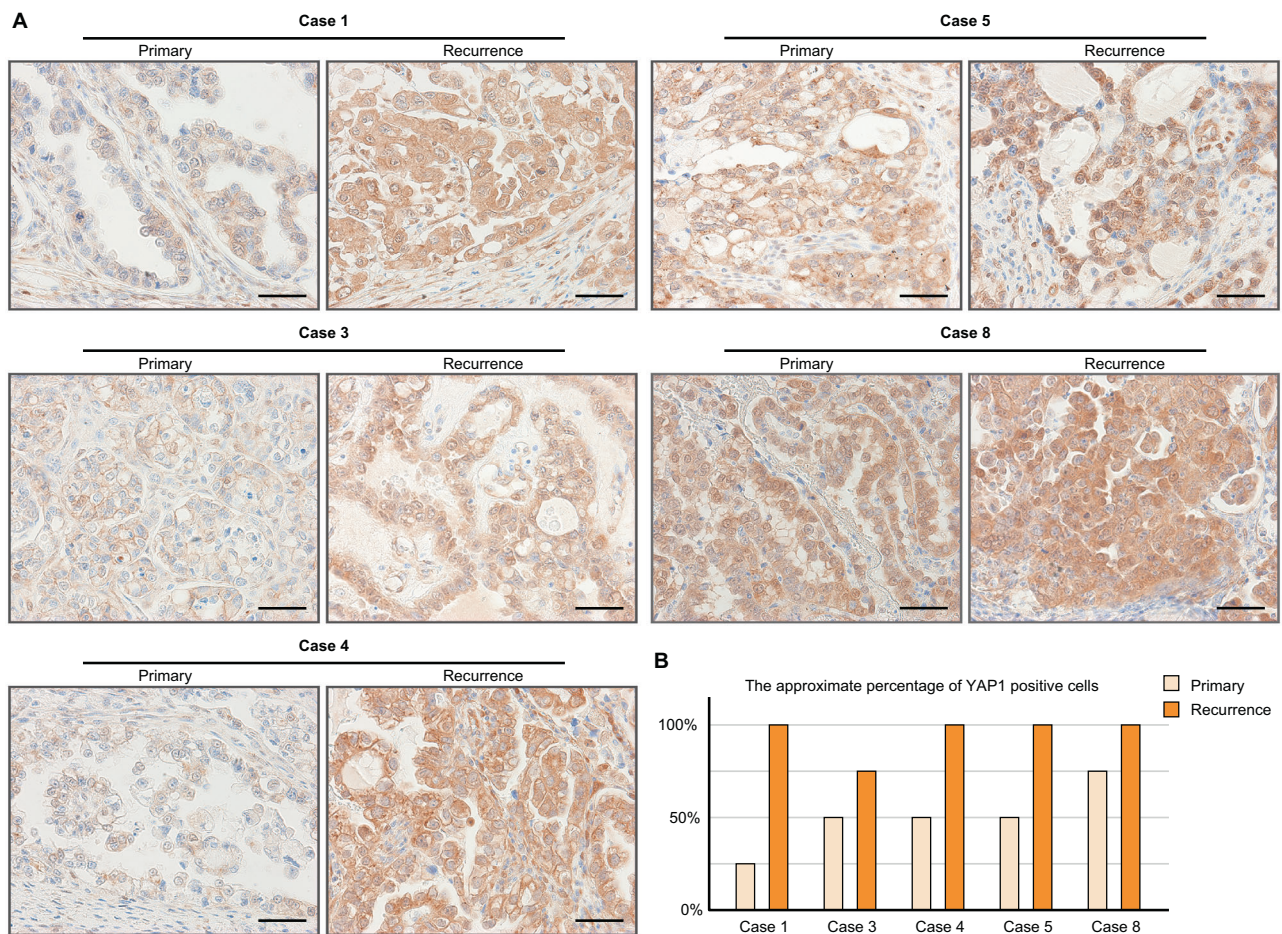 A
Case 1
Primary Recurrence
Case 5
Primary Recurrence
Case 3
Primary Recurrence
Case 8
Primary Recurrence
Case 4
Primary Recurrence
B
The approximate percentage of YAP1 positive cells
Primary
Recurrence
100%
50%
0%
Case 1 Case 3 Case 4 Case 5 Case 8